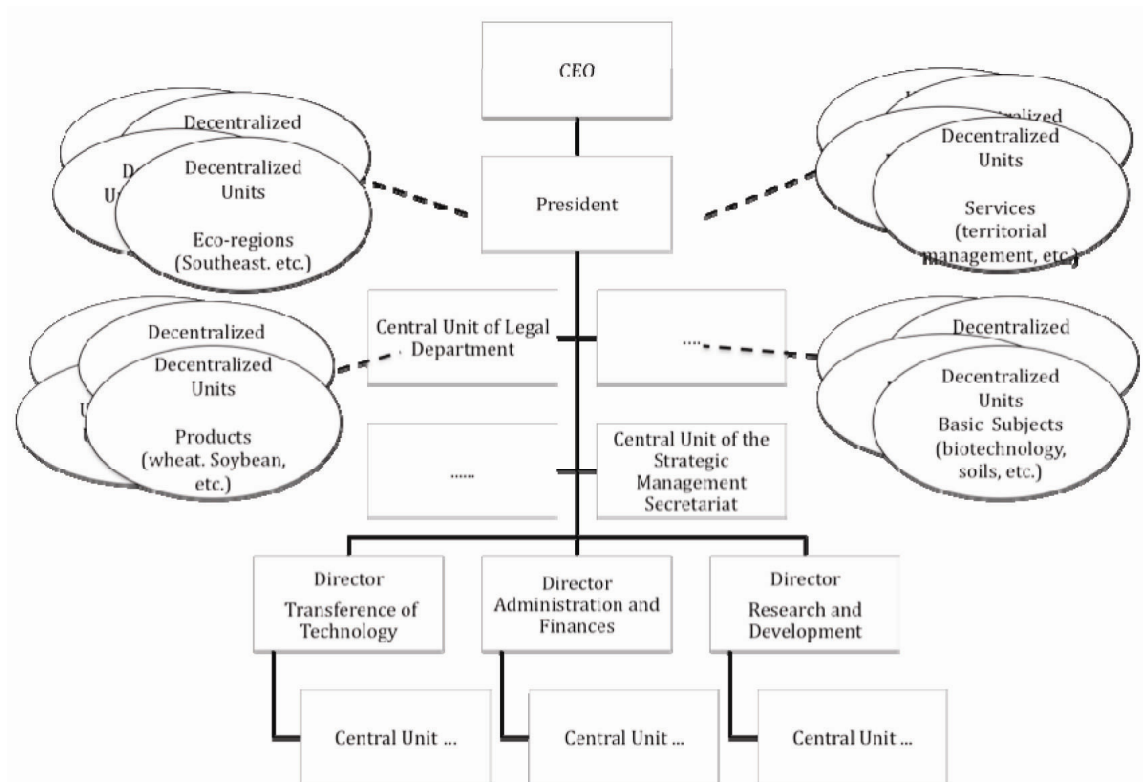 CEO
President
Decentralized
Decentralized
Units
Eco-regions
(Southeast. etc.)
Decentralized
Units
Services
(territorial
management, etc.)
Central Unit of Legal
Department
....
Decentralized
Decentralized
Units
Products
(wheat. Soybean,
etc.)
Decentralized
Decentralized
Units
Basic Subjects
(biotechnology,
soils, etc.)
......
Central Unit of the
Strategic
Management
Secretariat
Director
Transference of
Technology
Director
Administration and
Finances
Director
Research and
Development
Central Unit ...
Central Unit ...
Central Unit ...